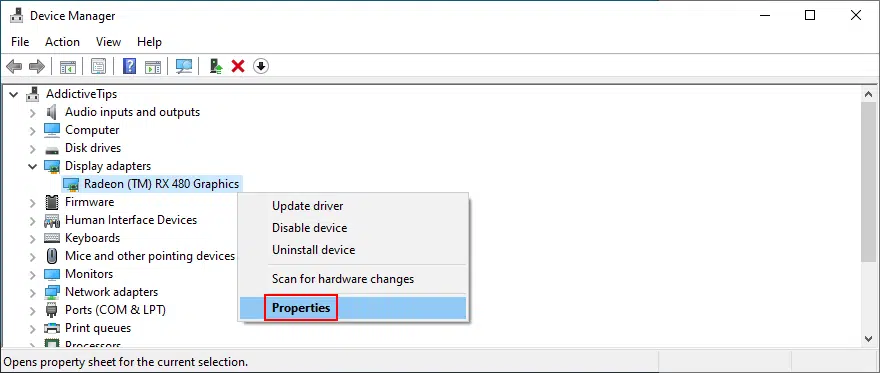 Device Manager
File Action View Help
AddictiveTips
Audio inputs and outputs
Computer
Disk drives
Display adapters
Radeon (TM) RX 480 Graphics
Firmware
Human Interface Devices
Keyboards
Mice and other pointing devices
Monitors
Network adapters
Ports (COM & LPT)
Print queues
Processors
Update driver
Disable device
Uninstall device
Scan for hardware changes
Properties
Opens property sheet for the current selection.